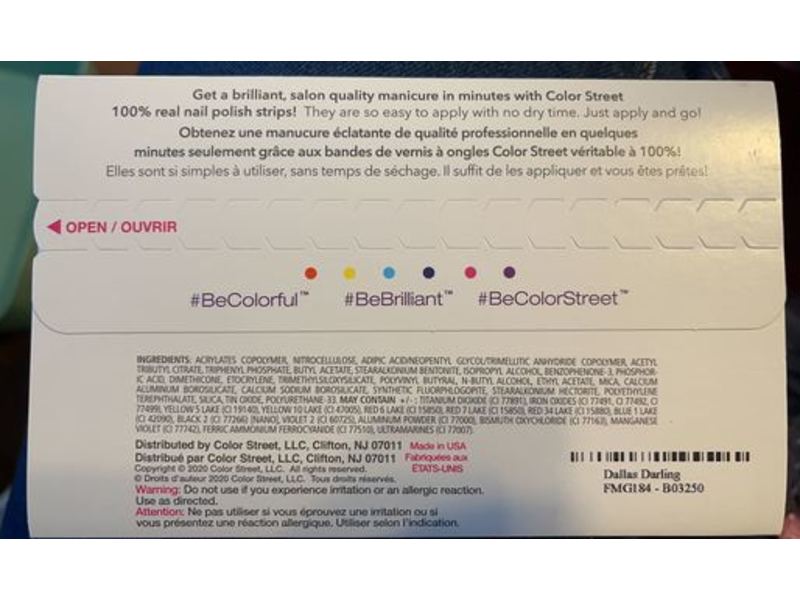 Get a brilliant, salon quality manicure in minutes with Color Street
100% real nail polish strips! They are so easy to apply with no dry time. Just apply and go!
Obtenez une manucure éclatante de qualité professionnelle en quelques
minutes seulement grâce aux bandes de vernis à ongles Color Street véritable à 100%!
Elles sont si simples à utiliser, sans temps de séchage. Il suffit de les appliquer et vous êtes prêtes!
OPEN / OUVRIR
#BeColorful™ #BeBrilliant™ #BeColorStreet™
INGREDIENTS: ACRYLATES COPOLYMER, NITROCELLULOSE, ADIPIC ACID/NEOPENTYL GLYCOL/TRIMELLITIC ANHYDRIDE COPOLYMER, ACETYL
TRIBUTYL CITRATE, TRIPHENYL PHOSPHATE, BUTYL ACETATE, STEARALKONIUM BENTONITE, ISOPROPYL ALCOHOL, BENZOPHENONE-3, PHOSPHOR-
IC ACID, DIMETHICONE, ETOCRYLENE, TRIMETHYLSILOXYSILICATE, POLYVINYL BUTYRAL, N-BUTYL ALCOHOL, ETHYL ACETATE, MICA, CALCIUM
ALUMINUM BOROSILICATE, CALCIUM SODIUM BOROSILICATE, SYNTHETIC FLUORPHLOGOPITE, STEARALKONIUM HECTORITE, POLYETHYLENE
TEREPHTHALATE, SILICA, TIN OXIDE, POLYURETHANE-33. MAY CONTAIN +/- : TITANIUM DIOXIDE (CI 77891), IRON OXIDES (CI 77491, CI 77492, CI
77499), YELLOW 5 LAKE (CI 19140), YELLOW 10 LAKE (CI 47005), RED 6 LAKE (CI 15850), RED 7 LAKE (CI 15850), RED 34 LAKE (CI 15880), BLUE 1 LAKE
(CI 42090), BLACK 2 (CI 77266) [NANO], VIOLET 2 (CI 60725), ALUMINUM POWDER (CI 77000), BISMUTH OXYCHLORIDE (CI 77163), MANGANESE
VIOLET (CI 77742), FERRIC AMMONIUM FERROCYANIDE (CI 77510), ULTRAMARINES (CI 77007).
Distributed by Color Street, LLC, Clifton, NJ 07011 Made in USA
Distribué par Color Street, LLC, Clifton, NJ 07011 Fabriquées aux
ÉTATS-UNIS
Copyright © 2020 Color Street, LLC. All rights reserved.
© Droits d'auteur 2020 Color Street, LLC. Tous droits réservés.
Warning: Do not use if you experience irritation or an allergic reaction.
Use as directed.
Attention: Ne pas utiliser si vous éprouvez une irritation ou si
vous présentez une réaction allergique. Utiliser selon l'indication.
Dallas Darling
FMG184 - B03250